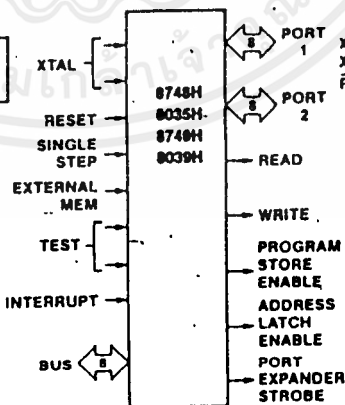 XTAL
RESET
SINGLE
STEP
EXTERNAL
MEM
TEST
INTERRUPT
BUS
8
8748H
8035H
8749H
8039H
8
PORT
1
8
PORT
2
READ
WRITE
PROGRAM
STORE
ENABLE
ADDRESS
LATCH
ENABLE
PORT
EXPANDER
STROBE
X
X